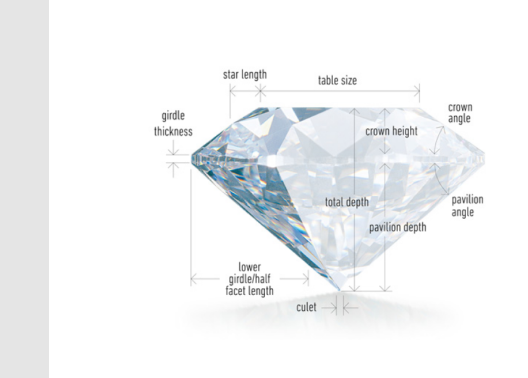 star length
table size
girdle
thickness
crown
angle
crown height
total depth
pavilion
angle
pavilion depth
lower
girdle/half
facet length
culet